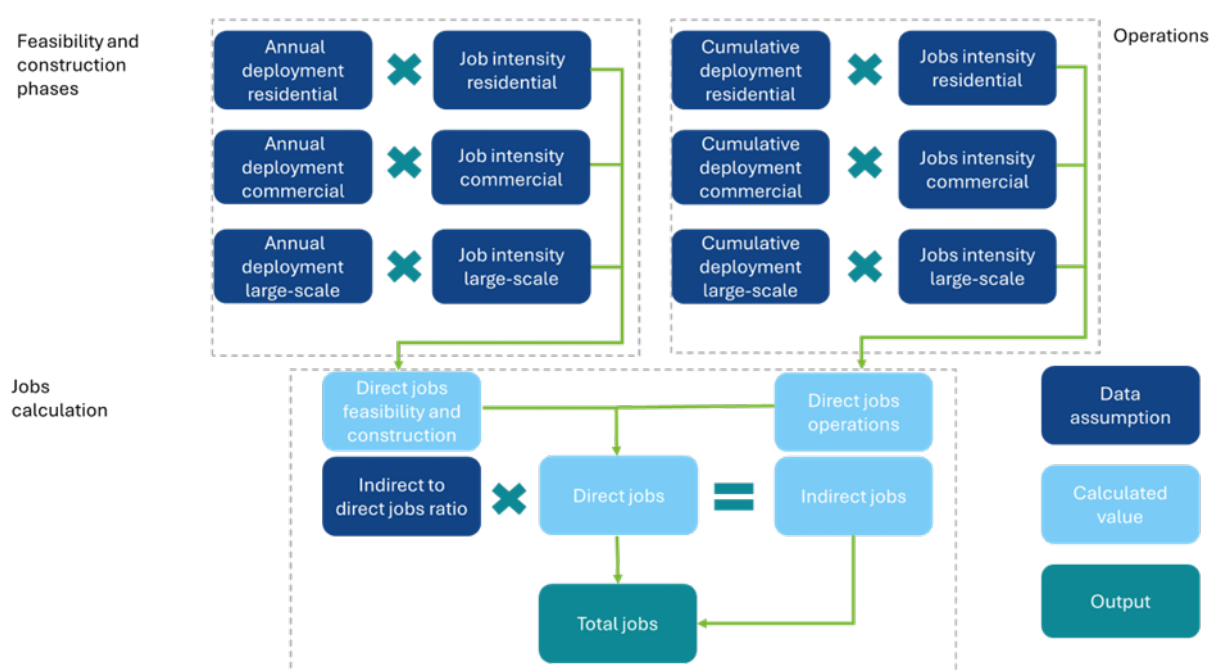 Feasibility and
construction
phases
Annual
deployment
residential
Job intensity
residential
Annual
deployment
commercial
Job intensity
commercial
Annual
deployment
large-scale
Job intensity
large-scale
Cumulative
deployment
residential
Jobs intensity
residential
Cumulative
deployment
commercial
Jobs intensity
commercial
Cumulative
deployment
large-scale
Jobs intensity
large-scale
Operations
Jobs
calculation
Direct jobs
feasibility and
construction
Direct jobs
operations
Indirect to
direct jobs ratio
Direct jobs
Indirect jobs
Total jobs
Data
assumption
Calculated
value
Output